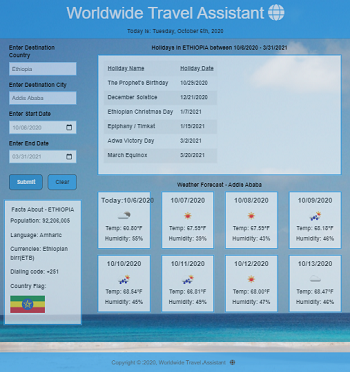 Worldwide Travel Assistant
Today is: Tuesday, October 6th, 2020
Enter Destination
Country
Ethiopia
Enter Destination City
Addis Ababa
Enter Start Date
10/06/2020
Enter End Date
03/31/2021
Submit
Clear
Holidays in ETHIOPIA between 10/6/2020 - 3/31/2021
Holiday Name Holiday Date
The Prophet's Birthday 10/29/2020
December Solstice 12/21/2020
Ethiopian Christmas Day 1/7/2021
Epiphany / Timket 1/19/2021
Adwa Victory Day 3/2/2021
March Equinox 3/20/2021
Facts About - ETHIOPIA
Population: 92,206,005
Language: Amharic
Currencies: Ethiopian
birr(ETB)
Dialing code: +251
Country Flag:
Weather Forecast - Addis Ababa
Today:10/6/2020
Temp: 60.80°F
Humidity: 55%
10/07/2020
Temp: 67.59°F
Humidity: 39%
10/08/2020
Temp: 67.59°F
Humidity: 43%
10/09/2020
Temp: 68.18°F
Humidity: 46%
10/10/2020
Temp: 68.54°F
Humidity: 45%
10/11/2020
Temp: 66.81°F
Humidity: 49%
10/12/2020
Temp: 68.00°F
Humidity: 47%
10/13/2020
Temp: 68.47°F
Humidity: 46%
Copyright © 2020, Worldwide Travel Assistant